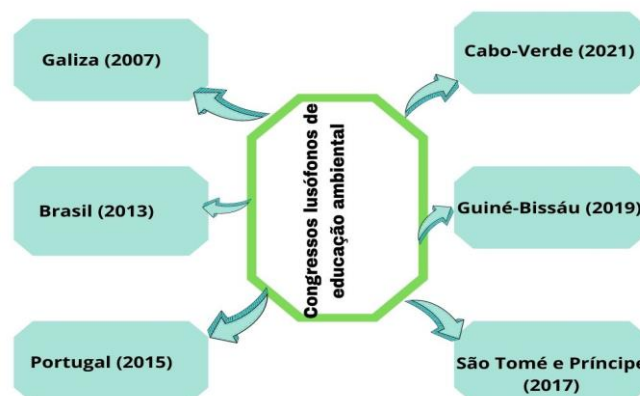 Galiza (2007)
Cabo-Verde (2021)
Congressos lusófonos de
educação ambiental
Brasil (2013)
Guiné-Bissáu (2019)
Portugal (2015)
São Tomé e Príncipe
(2017)